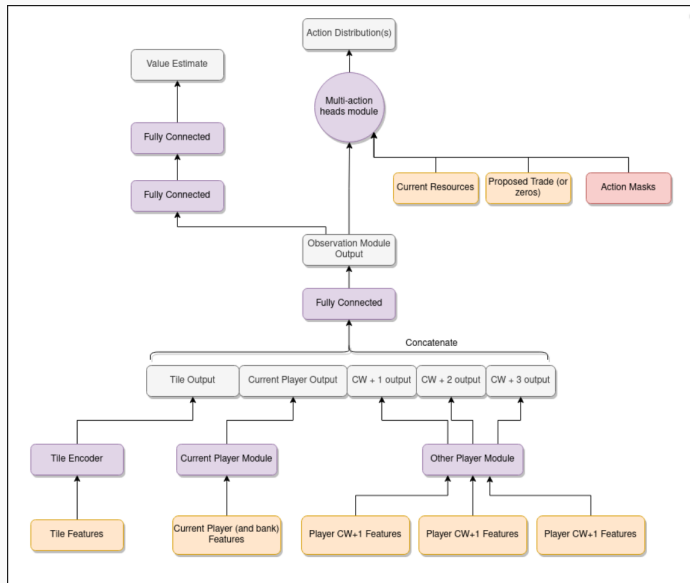 Action Distribution(s)
Value Estimate
Multi-action
heads module
Fully Connected
Fully Connected
Current Resources
Proposed Trade (or
zeros)
Action Masks
Observation Module
Output
Fully Connected
Concatenate
Tile Output
Current Player Output
CW + 1 output
CW + 2 output
CW + 3 output
Tile Encoder
Current Player Module
Other Player Module
Tile Features
Current Player (and bank)
Features
Player CW+1 Features
Player CW+1 Features
Player CW+1 Features